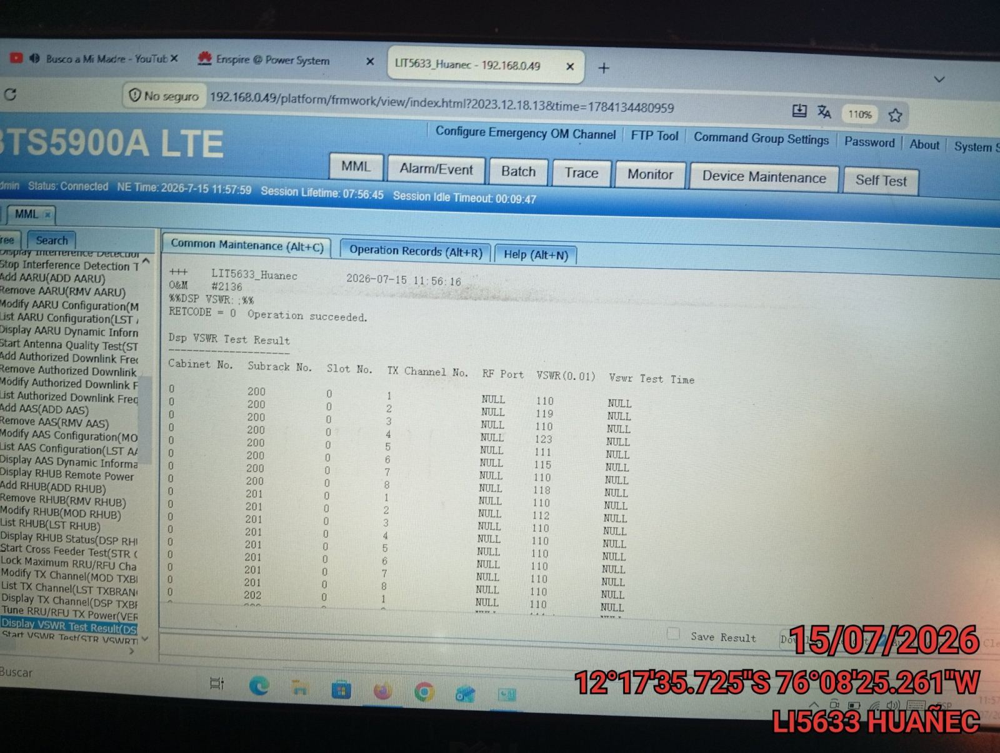 Busco a Mi Madre - YouTub
Enspire @ Power System
LIT5633_Huanec - 192.168.0.49
No seguro
192.168.0.49/platform/frmwork/view/index.html?2023.12.18.13&time=1784134480959
110%
Configure Emergency OM Channel
FTP Tool
Command Group Settings
Password
About
System S
BTS5900A LTE
MML
Alarm/Event
Batch
Trace
Monitor
Device Maintenance
Self Test
dmin Status: Connected NE Time: 2026-7-15 11:57:59 Session Lifetime: 07:56:45 Session Idle Timeout: 00:09:47
MML
ree
Search
Display Interference Detection
Stop Interference Detection T
Add AARU(ADD AARU)
Remove AARU(RMV AARU)
Modify AARU Configuration(M
List AARU Configuration(LST
Display AARU Dynamic Inform
Start Antenna Quality Test(ST
Add Authorized Downlink Fre
Remove Authorized Downlink
Modify Authorized Downlink F
List Authorized Downlink Freq
Add AAS(ADD AAS)
Remove AAS(RMV AAS)
Modify AAS Configuration(MO
List AAS Configuration(LST AA
Display AAS Dynamic Informa
Display RHUB Remote Power
Add RHUB(ADD RHUB)
Remove RHUB(RMV RHUB)
Modify RHUB(MOD RHUB)
List RHUB(LST RHUB)
Display RHUB Status(DSP RH
Start Cross Feeder Test(STR C
Lock Maximum RRU/RFU Cha
Modify TX Channel(MOD TXB
List TX Channel(LST TXBRAN
Display TX Channel(DSP TXBF
Tune RRU/RFU TX Power(VER
Display VSWR Test Result(DS
Start VSWR Test(STR VSWRT
Common Maintenance (Alt+C)
Operation Records (Alt+R)
Help (Alt+N)
+++ LIT5633_Huanec 2026-07-15 11:56:16
O&M #2136
%%DSP VSWR:;%%
RETCODE = 0 Operation succeeded.
Dsp VSWR Test Result
--------------------
Cabinet No. Subrack No. Slot No. TX Channel No. RF Port VSWR(0.01) Vswr Test Time
0 200 0 1 NULL 110 NULL
0 200 0 2 NULL 119 NULL
0 200 0 3 NULL 110 NULL
0 200 0 4 NULL 123 NULL
0 200 0 5 NULL 111 NULL
0 200 0 6 NULL 115 NULL
0 200 0 7 NULL 110 NULL
0 200 0 8 NULL 118 NULL
0 201 0 1 NULL 110 NULL
0 201 0 2 NULL 112 NULL
0 201 0 3 NULL 110 NULL
0 201 0 4 NULL 110 NULL
0 201 0 5 NULL 110 NULL
0 201 0 6 NULL 110 NULL
0 201 0 7 NULL 110 NULL
0 201 0 8 NULL 110 NULL
0 202 0 1 NULL 110 NULL
Save Result
Buscar
ESP
15/07/2026
12°17'35.725"S 76°08'25.261"W
LI5633 HUAÑEC